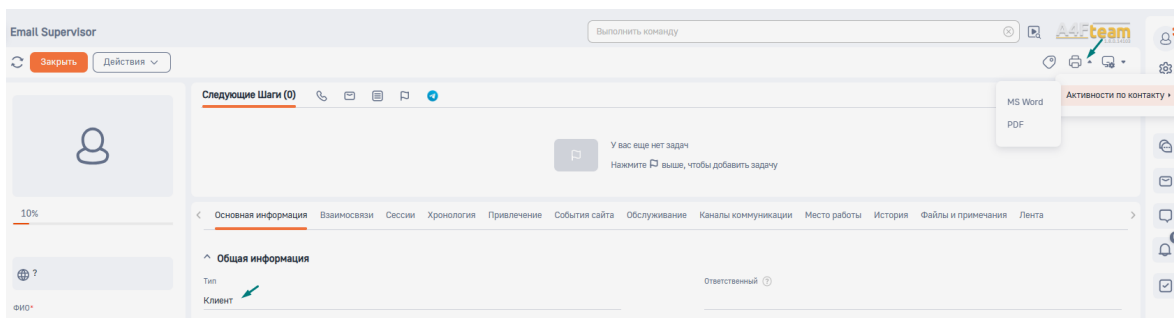 Email Supervisor
Выполнить команду
A4Fteam
Закрыть
Действия
Следующие Шаги (0)
MS Word
PDF
Активности по контакту
У вас еще нет задач
Нажмите выше, чтобы добавить задачу
10%
Основная информация Взаимосвязи Сессии Хронология Привлечение События сайта Обслуживание Каналы коммуникации Место работы История Файлы и примечания Лента
Общая информация
?
Тип
Ответственный ?
Клиент
ФИО*